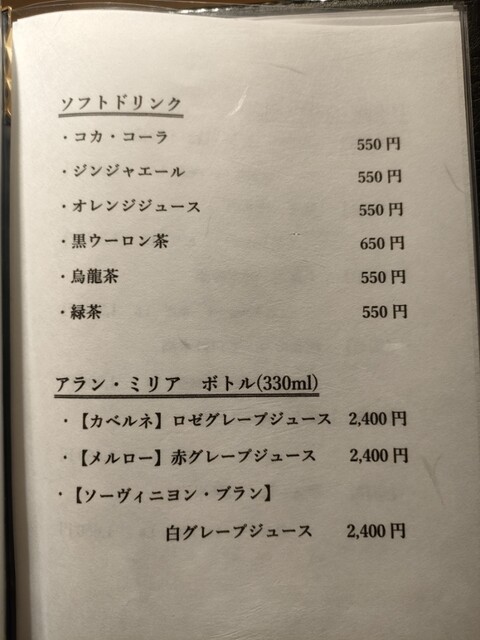 ソフトドリンク
・コカ・コーラ 550円
・ジンジャエール 550円
・オレンジジュース 550円
・黒ウーロン茶 650円
・烏龍茶 550円
・緑茶 550円
アラン・ミリア ボトル(330ml)
・【カベルネ】ロゼグレープジュース 2,400円
・【メルロー】赤グレープジュース 2,400円
・【ソーヴィニヨン・ブラン】
白グレープジュース 2,400円